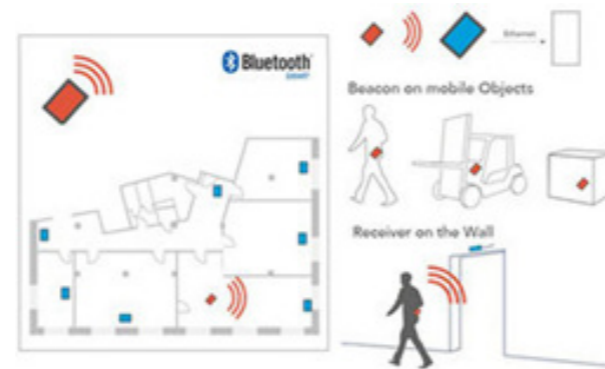 Bluetooth
SMART
Ethernet
Beacon on mobile Objects
Receiver on the Wall